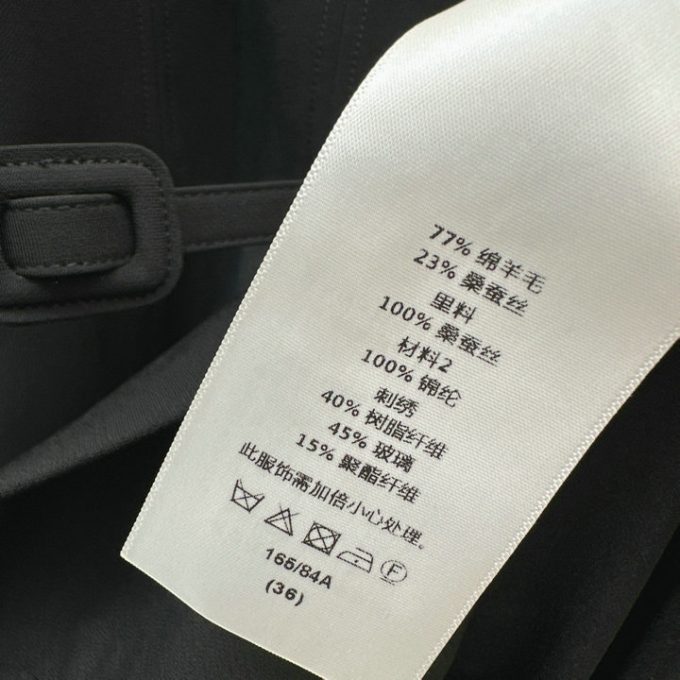 77% 绵羊毛
23% 桑蚕丝
里料
100% 桑蚕丝
材料2
100% 锦纶
刺绣
40% 树脂纤维
45% 玻璃
15% 聚酯纤维
此服饰需加倍小心处理。
F
165/84A
(36)